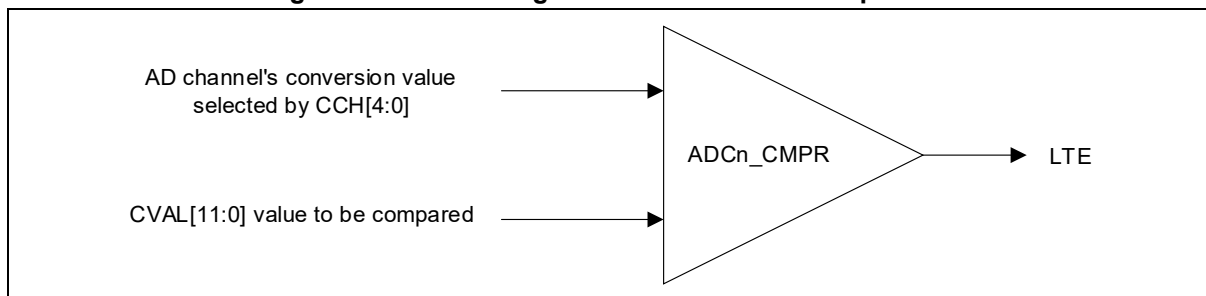 AD channel's conversion value
selected by CCH[4:0]
ADCn_CMPR
LTE
CVAL[11:0] value to be compared